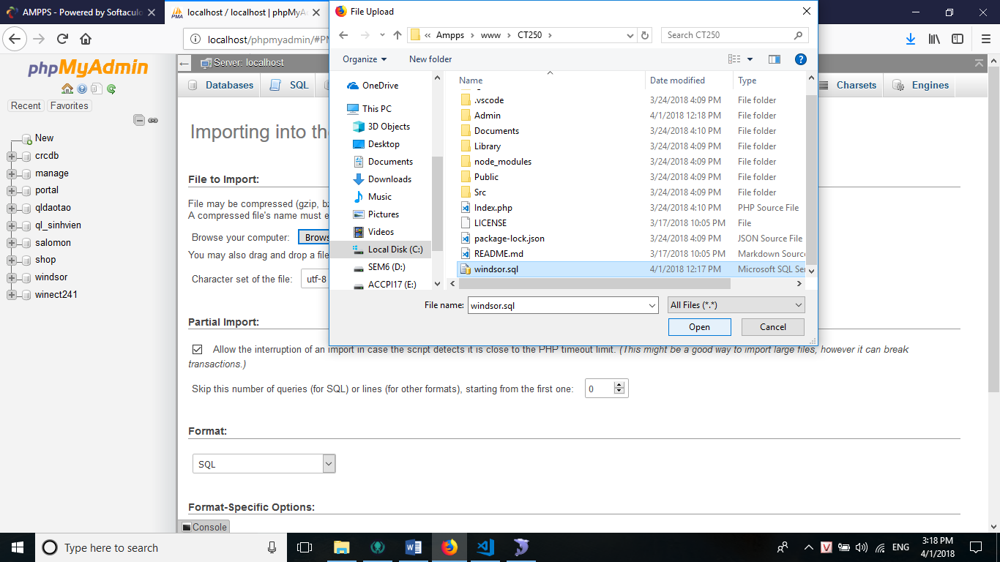 AMPPS - Powered by Softaculo
localhost / localhost | phpMyA
File Upload
localhost/phpmyadmin/#PM
Ampps
www
CT250
Search CT250
Organize
New folder
phpMyAdmin
Recent
Favorites
New
crcdb
manage
portal
qldaotao
ql_sinhvien
salomon
shop
windsor
winect241
Server: localhost
Databases
SQL
Charsets
Engines
Importing into the
File to Import:
File may be compressed (gzip, bz
A compressed file's name must e
Browse your computer:
Brows
You may also drag and drop a file
Character set of the file:
utf-8
OneDrive
This PC
3D Objects
Desktop
Documents
Downloads
Music
Pictures
Videos
Local Disk (C:)
SEM6 (D:)
ACCPI17 (E:)
Name Date modified Type
.vscode 3/24/2018 4:09 PM File folder
Admin 4/1/2018 12:18 PM File folder
Documents 3/24/2018 4:10 PM File folder
Library 3/24/2018 4:09 PM File folder
node_modules 3/24/2018 4:09 PM File folder
Public 3/24/2018 4:09 PM File folder
Src 3/24/2018 4:09 PM File folder
Index.php 3/24/2018 4:10 PM PHP Source File
LICENSE 3/17/2018 10:05 PM File
package-lock.json 3/24/2018 4:09 PM JSON Source File
README.md 3/17/2018 10:05 PM Markdown Source
windsor.sql 4/1/2018 12:17 PM Microsoft SQL Ser
File name: windsor.sql
All Files (*.*)
Open
Cancel
Partial Import:
Allow the interruption of an import in case the script detects it is close to the PHP timeout limit. (This might be a good way to import large files, however it can break
transactions.)
Skip this number of queries (for SQL) or lines (for other formats), starting from the first one: 0
Format:
SQL
Format-Specific Options:
Console
Type here to search
ENG
3:18 PM
4/1/2018